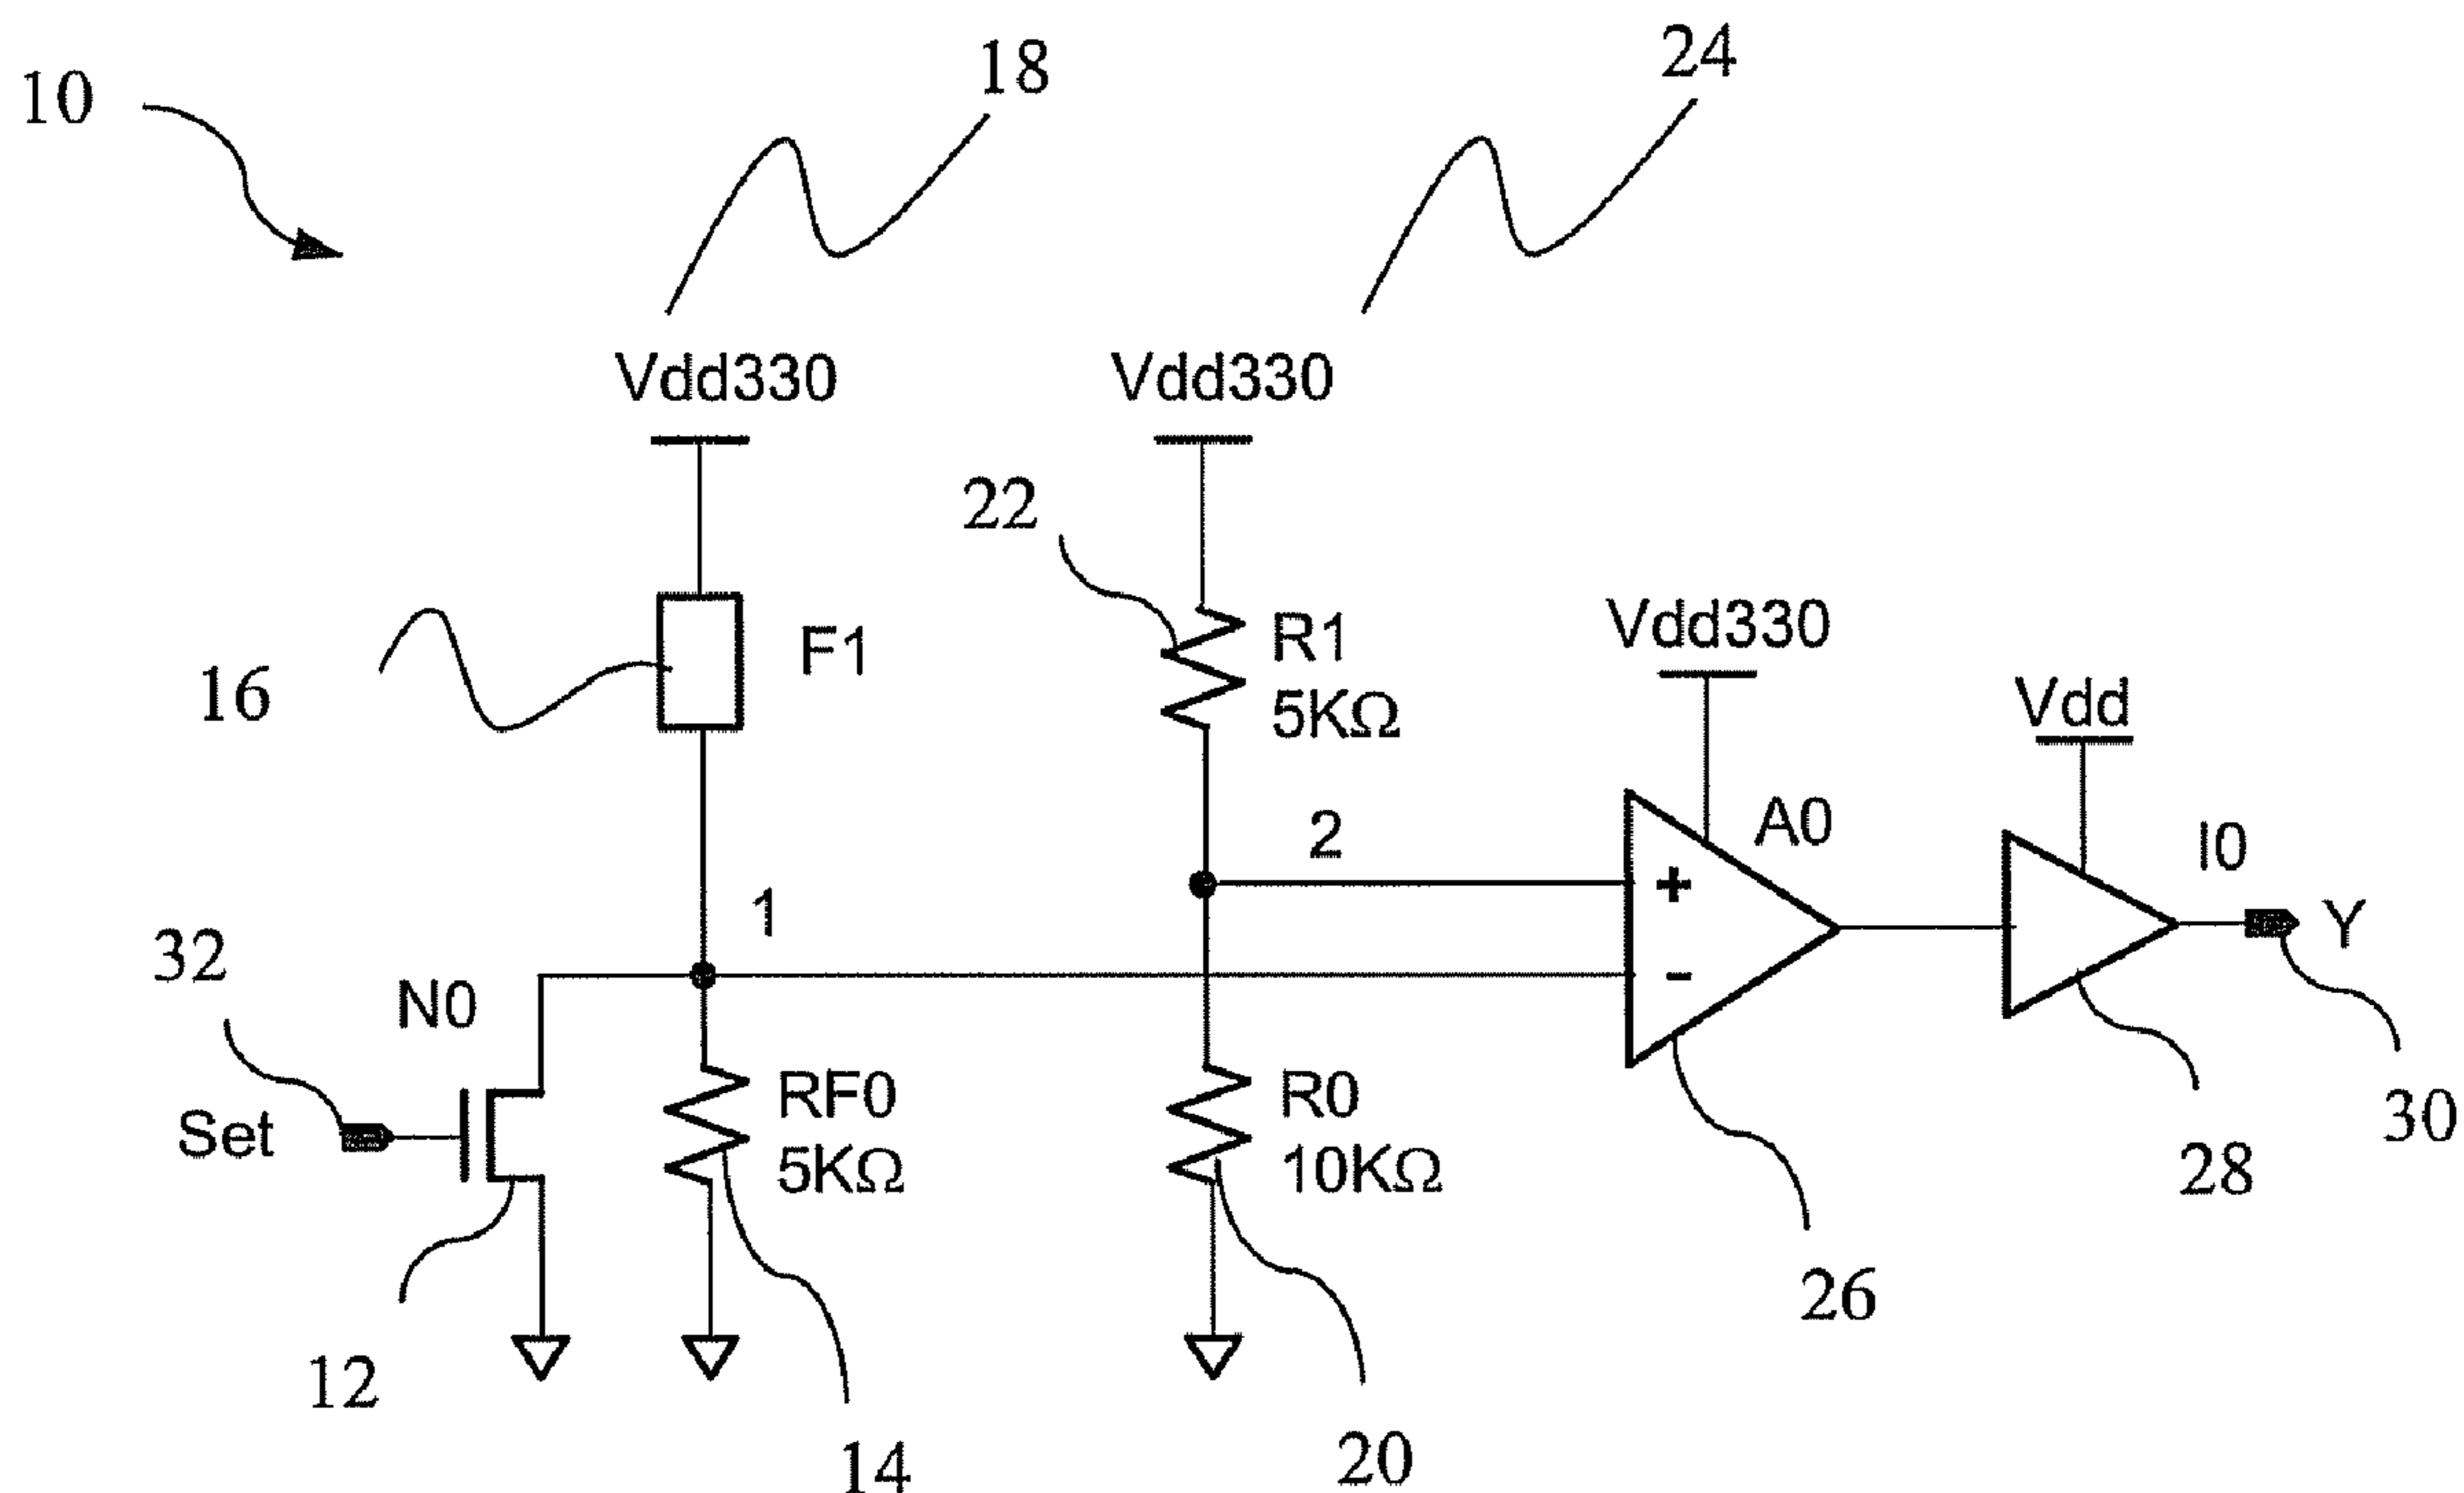 10
18
24
Vdd330
Vdd330
22
16
F1
R1
5KΩ
Vdd330
Vdd
2
A0
I0
1
+
-
Y
32
N0
Set
RF0
5KΩ
R0
10KΩ
30
28
26
12
14
20